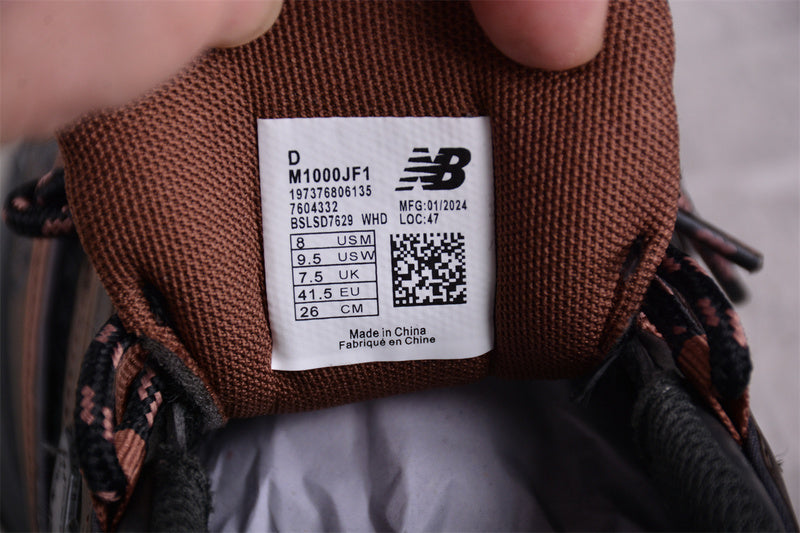 D
M1000JF1
197376806135
7604332
BSLSD7629 WHD
NB
MFG:01/2024
LOC:47
8 USM
9.5 USW
7.5 UK
41.5 EU
26 CM
Made in China
Fabriqué en Chine